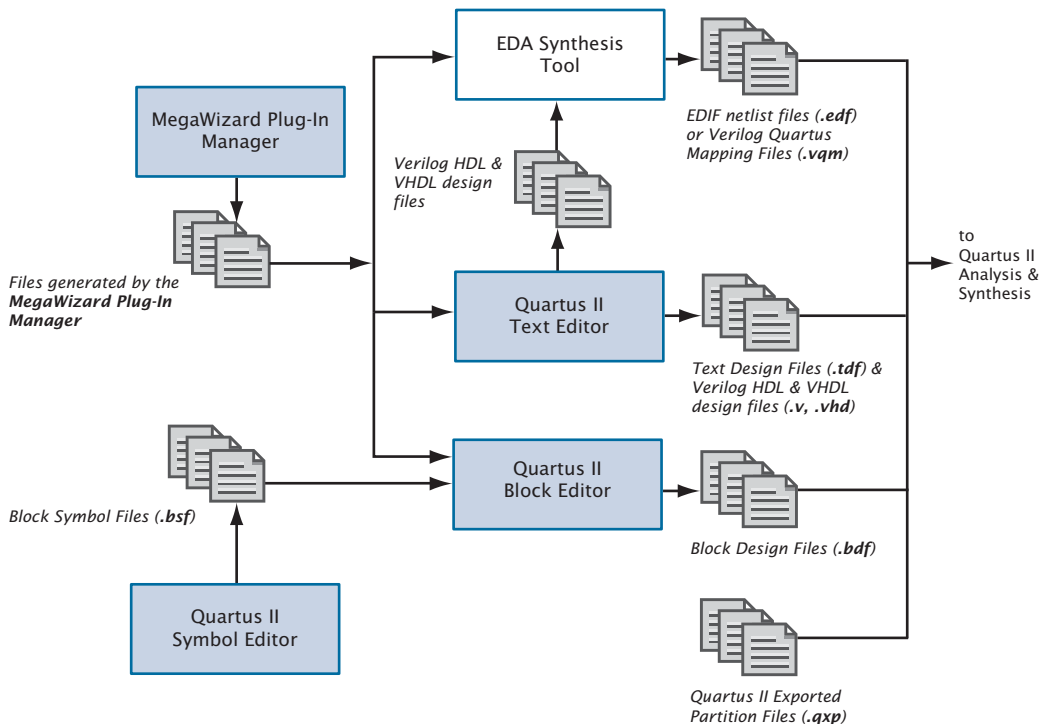 EDA Synthesis
Tool
EDIF netlist files (.edf)
or Verilog Quartus
Mapping Files (.vqm)
MegaWizard Plug-In
Manager
Verilog HDL &
VHDL design
files
Files generated by the
MegaWizard Plug-In
Manager
to
Quartus II
Analysis &
Synthesis
Quartus II
Text Editor
Text Design Files (.tdf) &
Verilog HDL & VHDL
design files (.v, .vhd)
Block Symbol Files (.bsf)
Quartus II
Block Editor
Block Design Files (.bdf)
Quartus II
Symbol Editor
Quartus II Exported
Partition Files (.qxp)